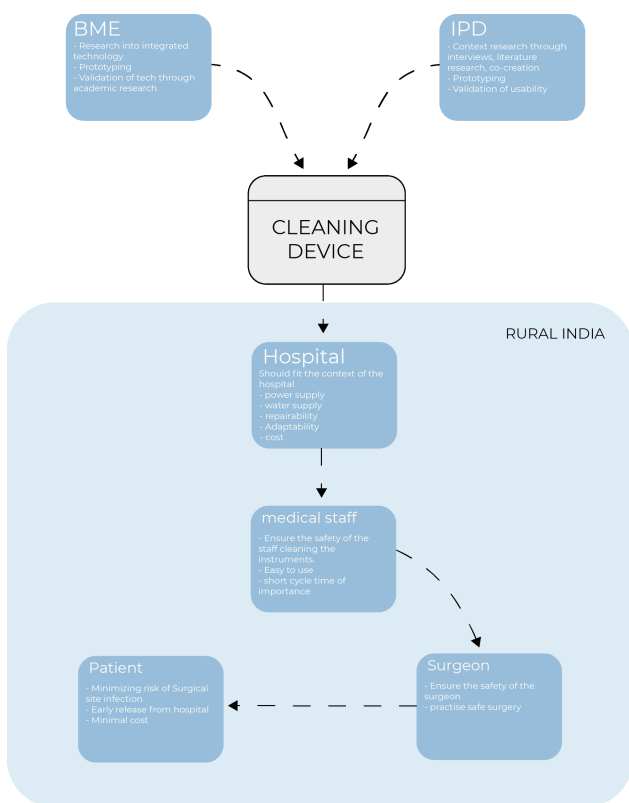 BME
- Research into integrated
technology
- Prototyping
- Validation of tech through
academic research
IPD
- Context research through
interviews, literature
research, co-creation
- Prototyping
- Validation of usability
CLEANING
DEVICE
RURAL INDIA
Hospital
Should fit the context of the
hospital
- power supply
- water supply
- repairability
- Adaptability
- cost
medical staff
- Ensure the safety of the
staff cleaning the
instruments.
- Easy to use
- short cycle time of
importance
Surgeon
- Ensure the safety of the
surgeon
- practise safe surgery
Patient
- Minimizing risk of Surgical
site infection
- Early release from hospital
- Minimal cost